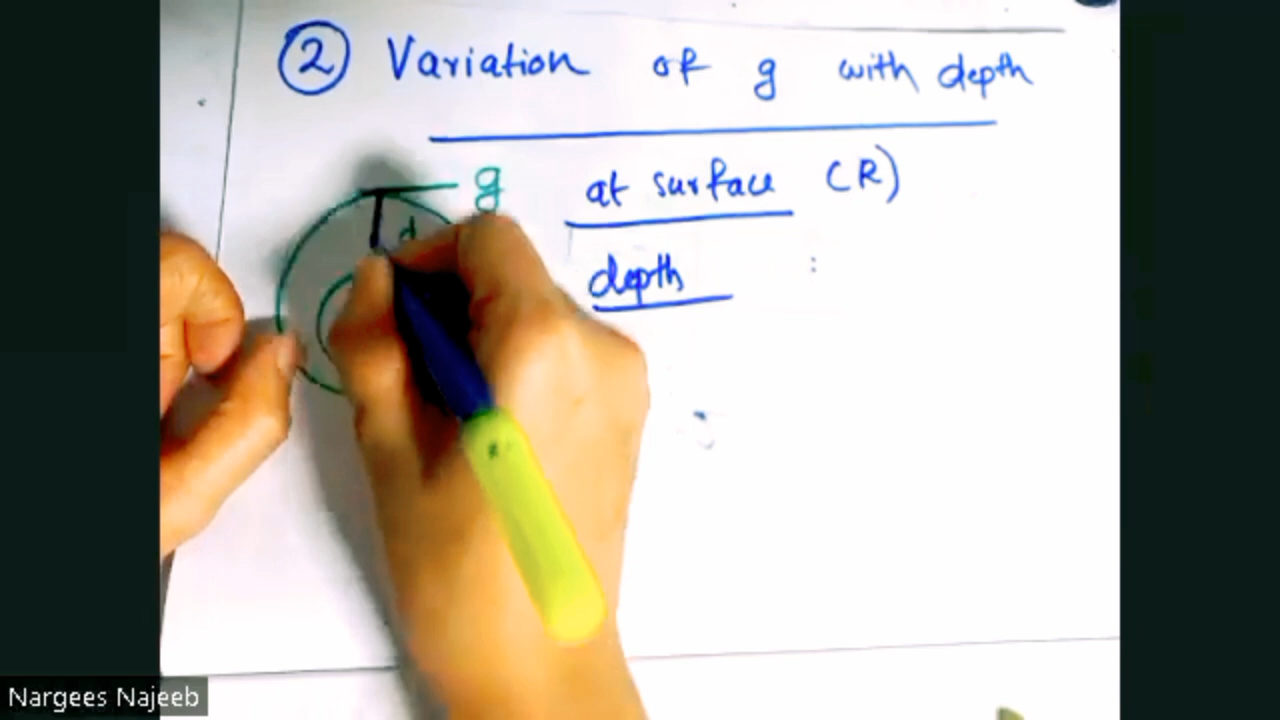 ② Variation of g with depth
g
at surface (R)
d
depth :
Nargees Najeeb